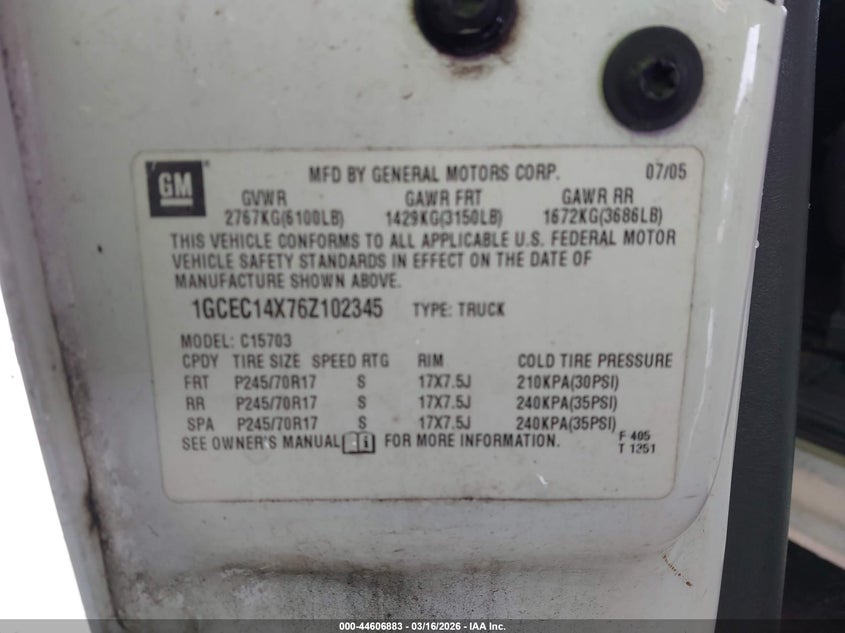 GM
MFD BY GENERAL MOTORS CORP. 07/05
GVWR GAWR FRT GAWR RR
2767KG(6100LB) 1429KG(3150LB) 1672KG(3686LB)
THIS VEHICLE CONFORMS TO ALL APPLICABLE U.S. FEDERAL MOTOR
VEHICLE SAFETY STANDARDS IN EFFECT ON THE DATE OF
MANUFACTURE SHOWN ABOVE.
1GCEC14X76Z102345 TYPE: TRUCK
MODEL: C15703
CPDY TIRE SIZE SPEED RTG RIM COLD TIRE PRESSURE
FRT P245/70R17 S 17X7.5J 210KPA(30PSI)
RR P245/70R17 S 17X7.5J 240KPA(35PSI)
SPA P245/70R17 S 17X7.5J 240KPA(35PSI)
SEE OWNER'S MANUAL FOR MORE INFORMATION.
F 405
T 1251
000-44606883 - 03/16/2026 - IAA Inc.